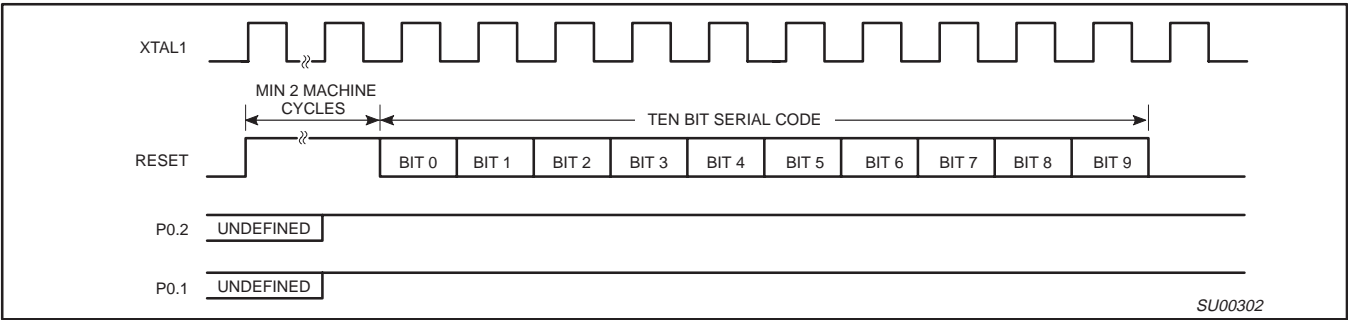 XTAL1
MIN 2 MACHINE
CYCLES
TEN BIT SERIAL CODE
RESET
BIT 0 BIT 1 BIT 2 BIT 3 BIT 4 BIT 5 BIT 6 BIT 7 BIT 8 BIT 9
P0.2 UNDEFINED
P0.1 UNDEFINED
SU00302